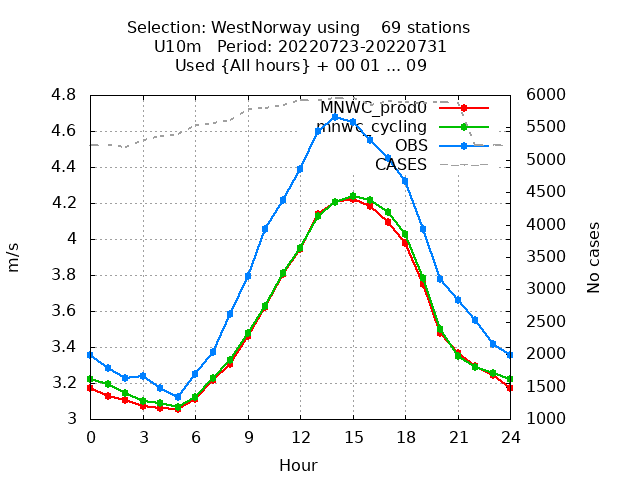 Selection: WestNorway using    69 stations
U10m   Period: 20220723-20220731
Used {All hours} + 00 01 ... 09
4.8
4.6
4.4
4.2
4
3.8
3.6
3.4
3.2
3
m/s
MNWC_prod0
mnwc_cycling
OBS
CASES
6000
5500
5000
4500
4000
3500
3000
2500
2000
1500
1000
No cases
0 3 6 9 12 15 18 21 24
Hour